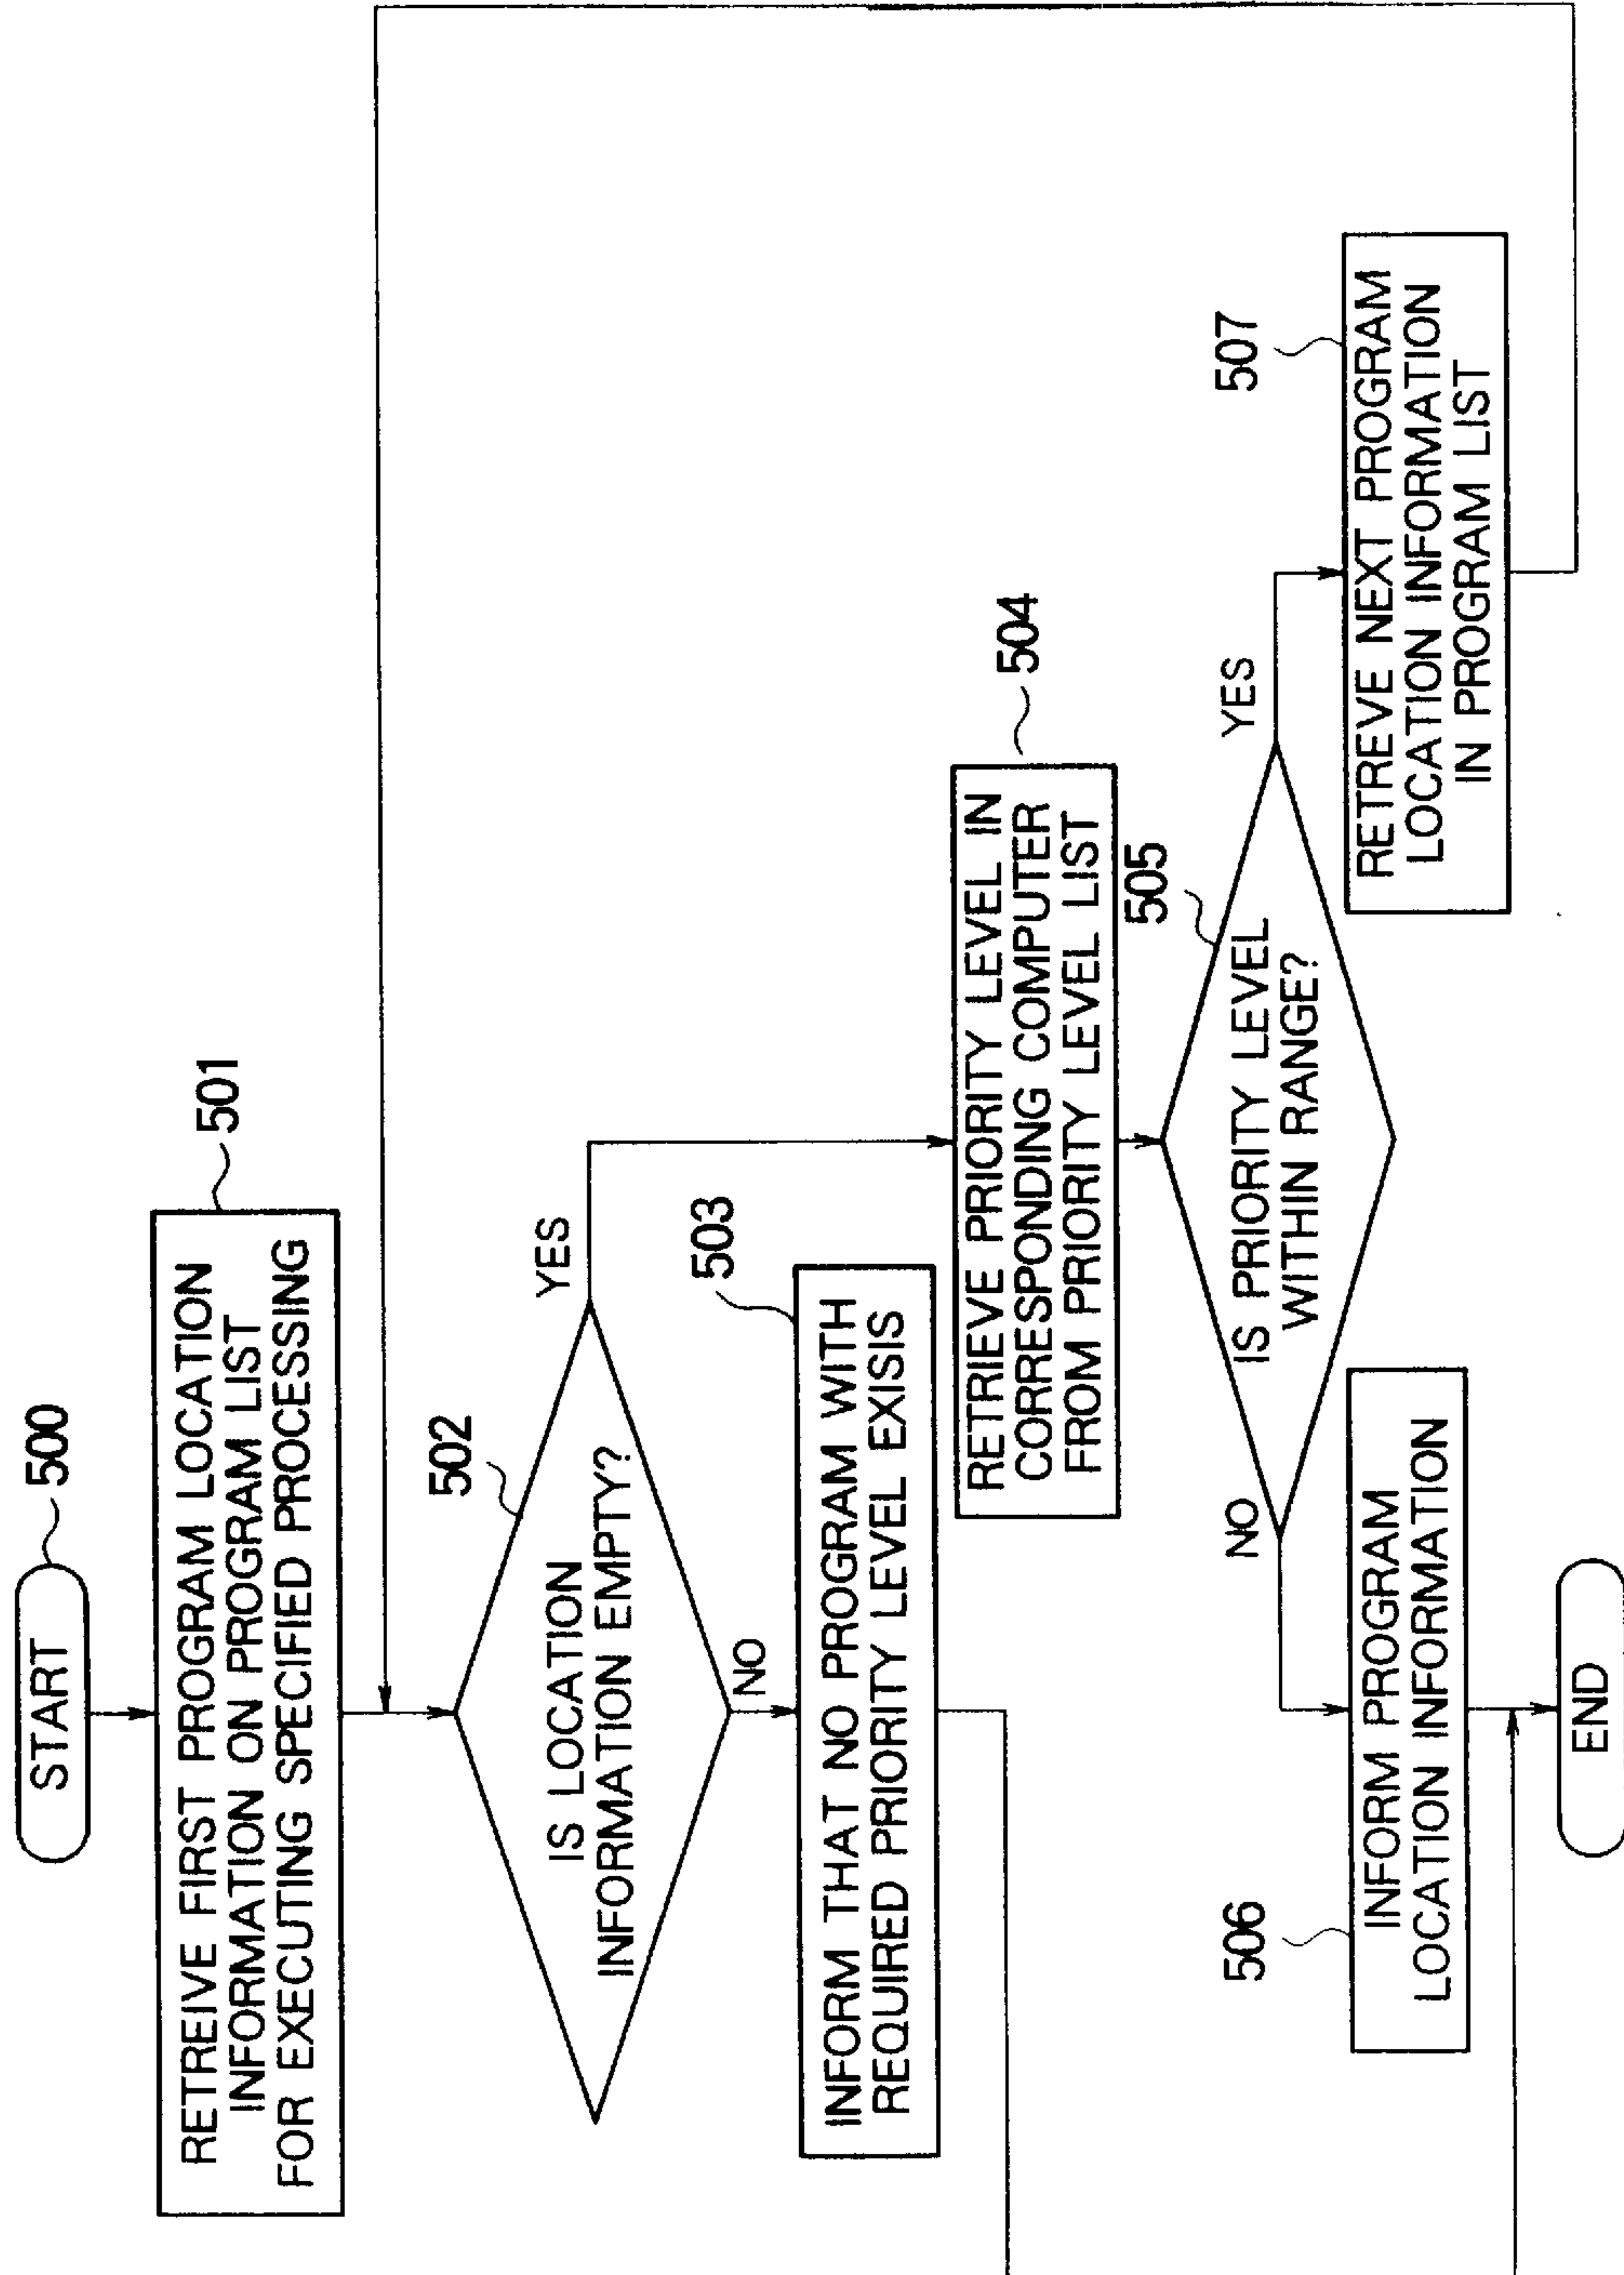 START
500
RETREIVE FIRST PROGRAM LOCATION
INFORMATION ON PROGRAM LIST
FOR EXECUTING SPECIFIED PROCESSING
501
IS LOCATION
INFORMATION EMPTY?
502
YES
NO
INFORM THAT NO PROGRAM WITH
REQUIRED PRIORITY LEVEL EXISIS
503
RETRIEVE PRIORITY LEVEL IN
CORRESPONDING COMPUTER
FROM PRIORITY LEVEL LIST
504
IS PRIORITY LEVEL
WITHIN RANGE?
505
NO
YES
INFORM PROGRAM
LOCATION INFORMATION
506
RETREVE NEXT PROGRAM
LOCATION INFORMATION
IN PROGRAM LIST
507
END